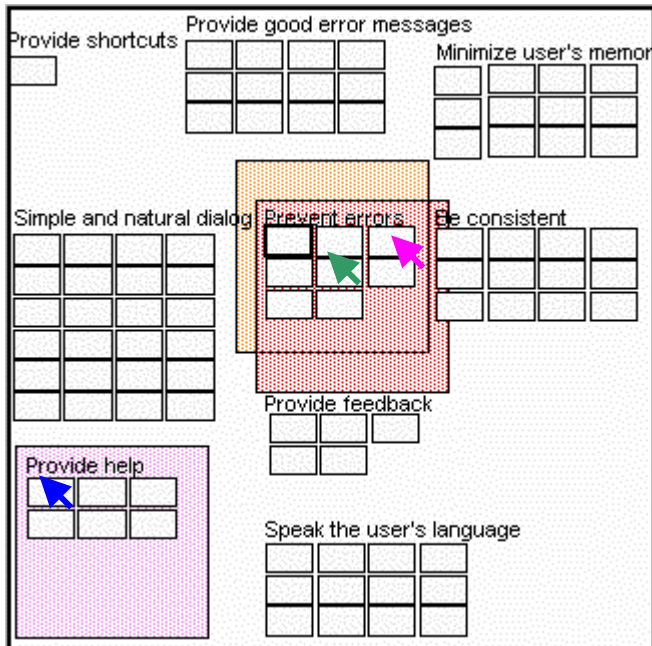 Provide good error messages
Provide shortcuts
Minimize user's memor
Simple and natural dialog
Prevent errors
Be consistent
Provide feedback
Provide help
Speak the user's language